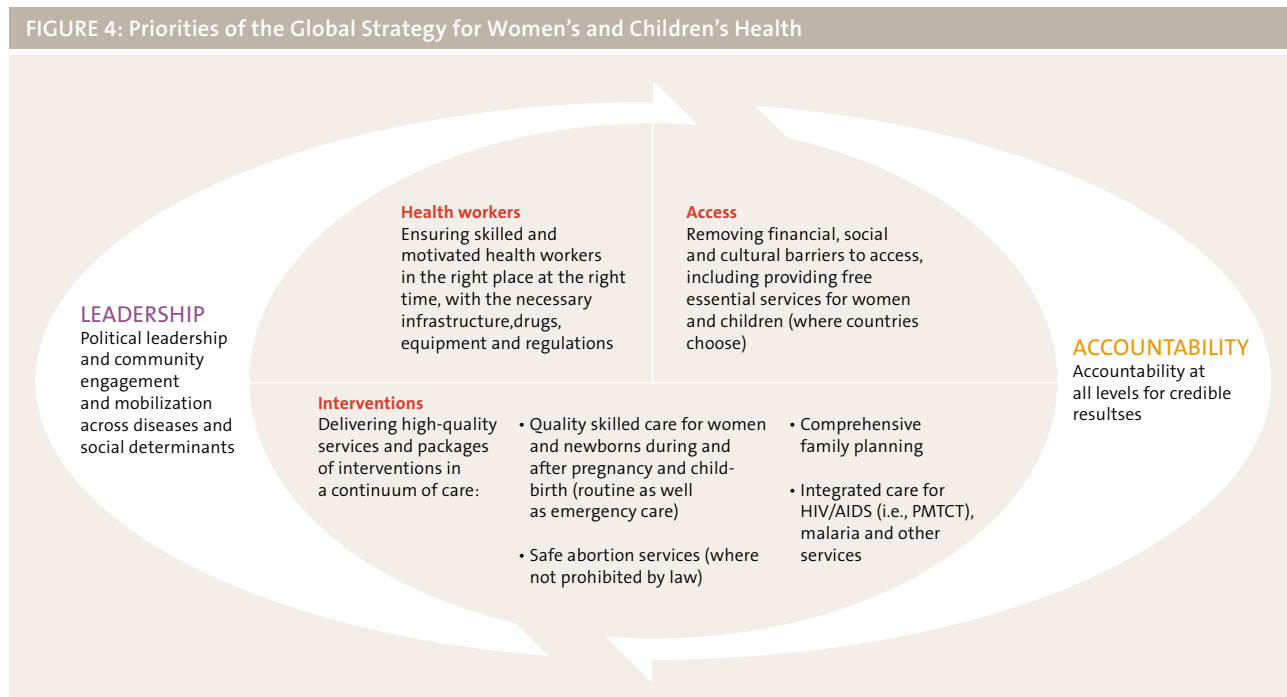 FIGURE 4: Priorities of the Global Strategy for Women's and Children's Health
LEADERSHIP
Political leadership
and community
engagement
and mobilization
across diseases and
social determinants
Health workers
Ensuring skilled and
motivated health workers
in the right place at the right
time, with the necessary
infrastructure,drugs,
equipment and regulations
Access
Removing financial, social
and cultural barriers to access,
including providing free
essential services for women
and children (where countries
choose)
Interventions
Delivering high-quality
services and packages
of interventions in
a continuum of care:
• Quality skilled care for women
and newborns during and
after pregnancy and child-
birth (routine as well
as emergency care)
• Safe abortion services (where
not prohibited by law)
• Comprehensive
family planning
• Integrated care for
HIV/AIDS (i.e., PMTCT),
malaria and other
services
ACCOUNTABILITY
Accountability at
all levels for credible
resultses